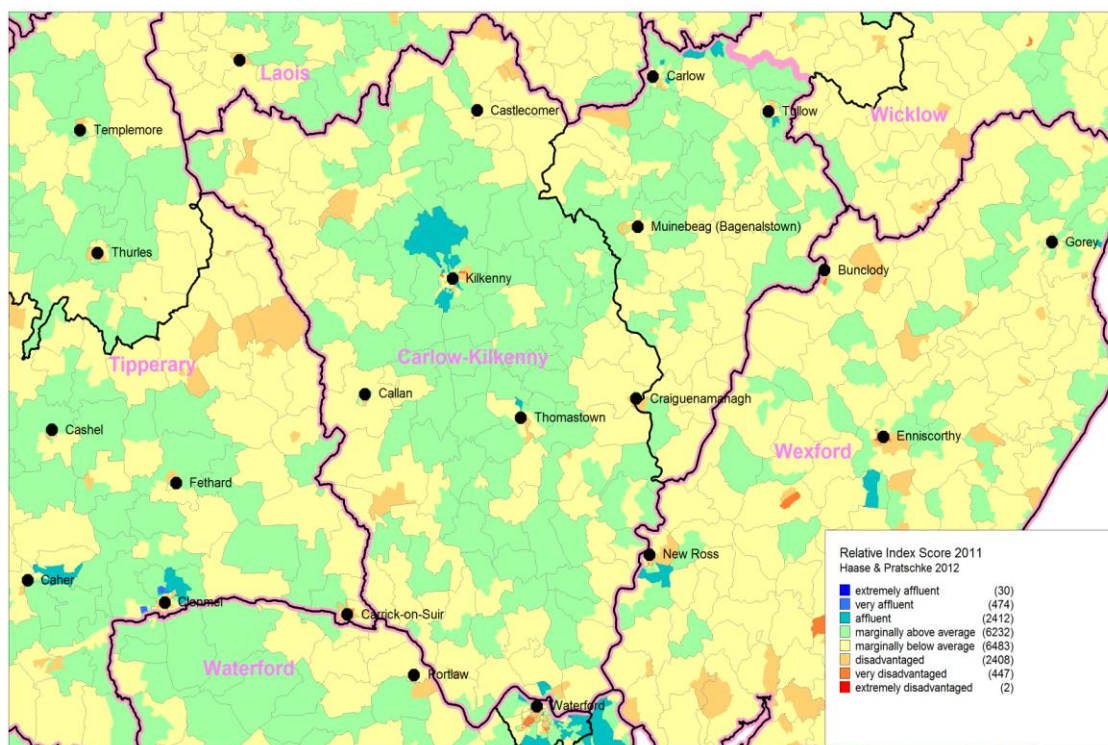 Laois
Carlow
Castlecomer
Tullow
Wicklow
Templemore
Muinebeag (Bagenalstown)
Gorey
Thurles
Kilkenny
Bunclody
Tipperary
Carlow-Kilkenny
Callan
Craiguenamanagh
Thomastown
Cashel
Enniscorthy
Wexford
Fethard
New Ross
Caher
Clonmel
Carrick-on-Suir
Waterford
Portlaw
Waterford
Relative Index Score 2011
Haase & Pratschke 2012
extremely affluent (30)
very affluent (474)
affluent (2412)
marginally above average (6232)
marginally below average (6483)
disadvantaged (2408)
very disadvantaged (447)
extremely disadvantaged (2)